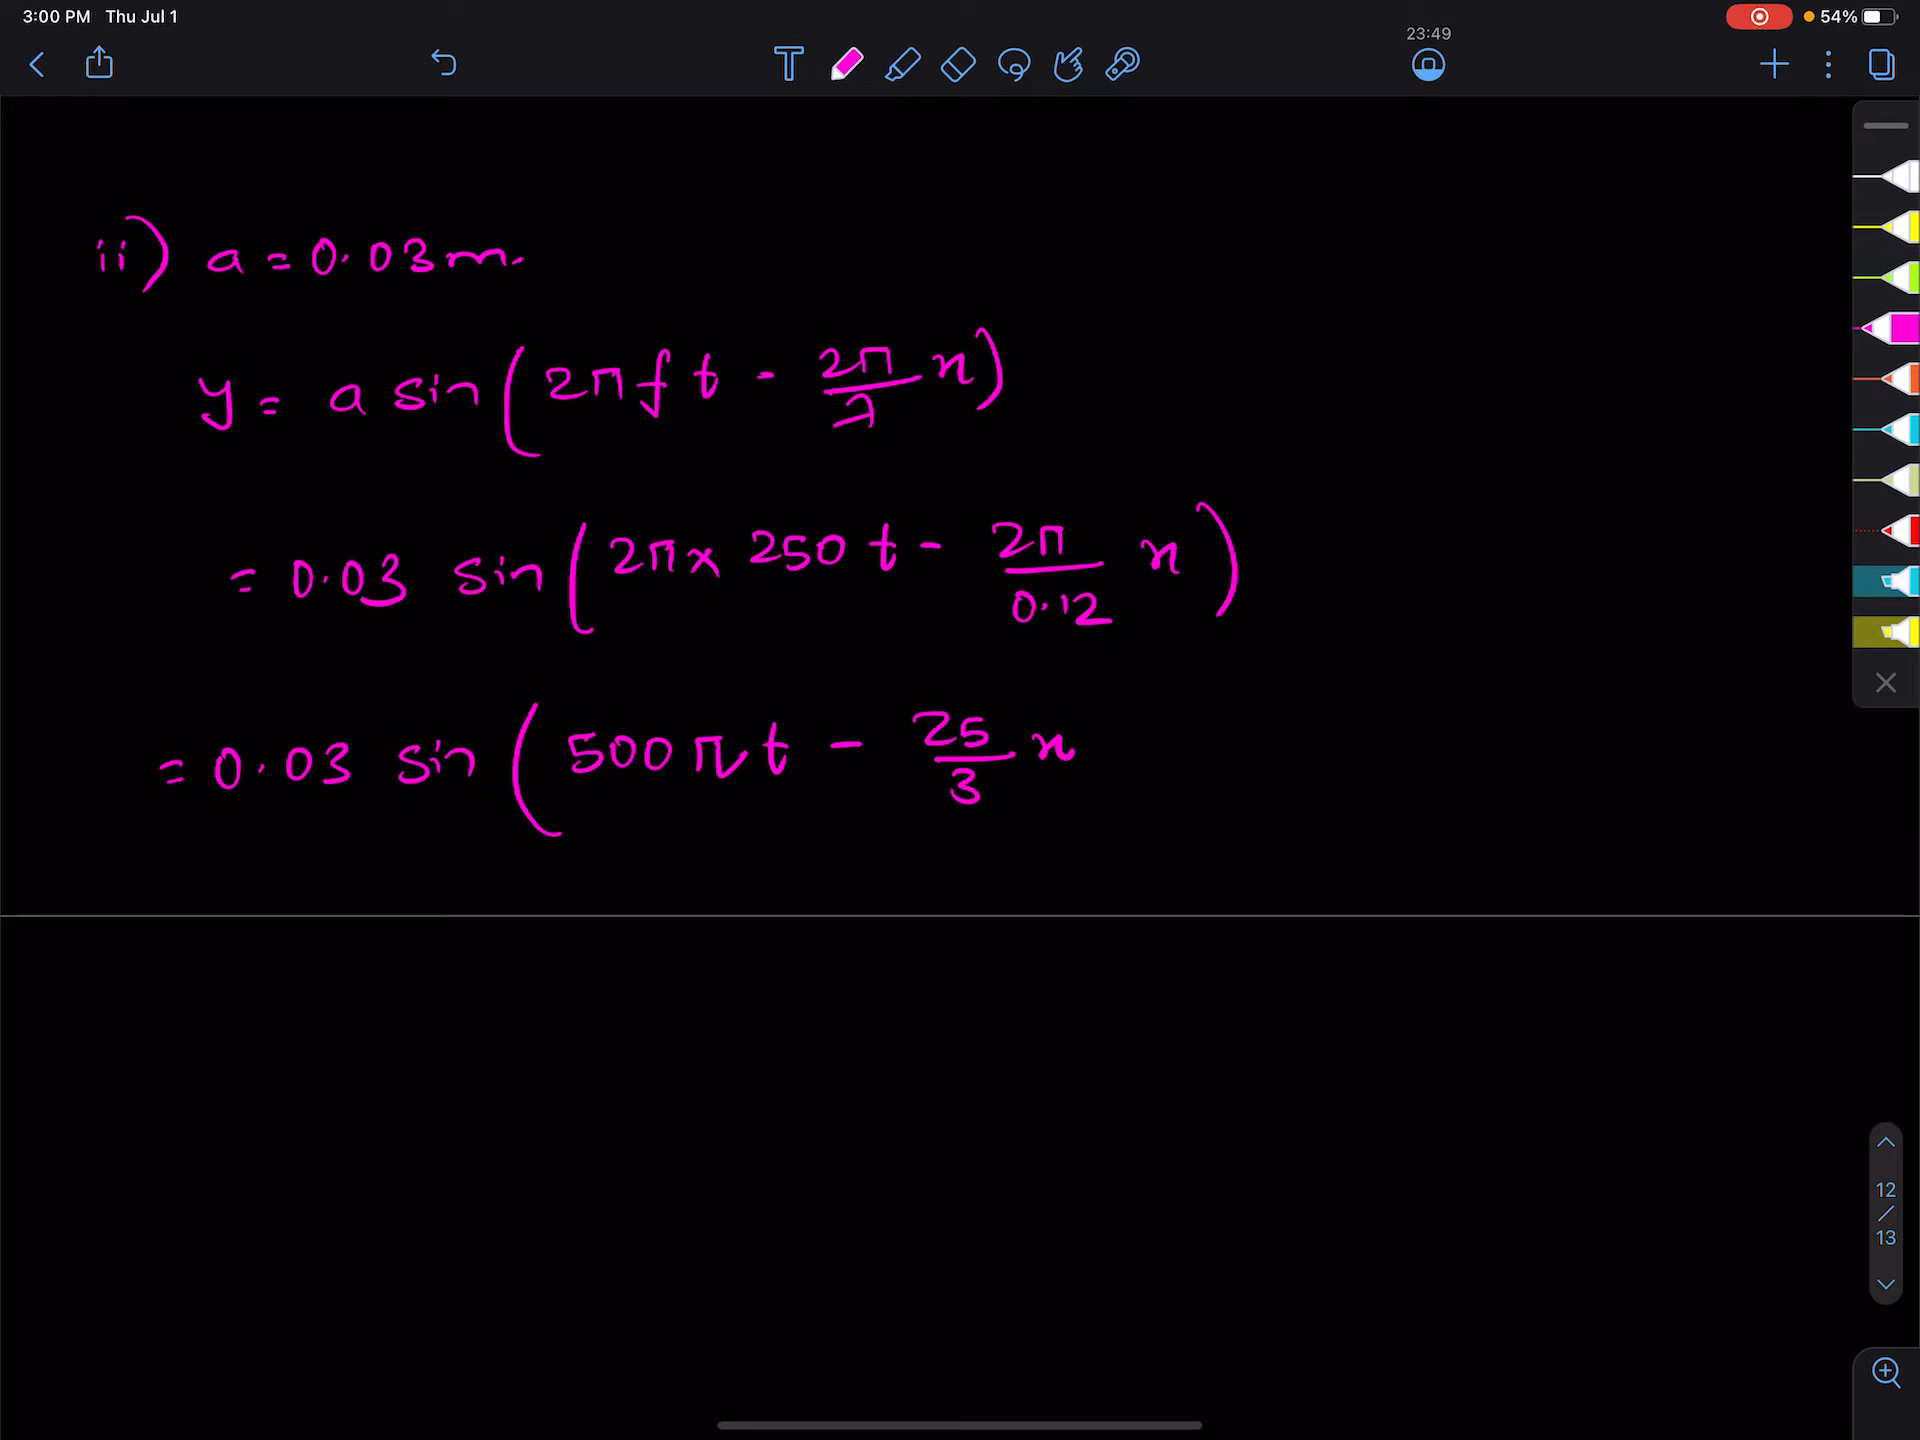 3:00 PM Thu Jul 1
54%
23:49
ii) a = 0.03 m.
y = a sin(2πf t - 2π/λ x)
= 0.03 sin(2π x 250 t - 2π/0.12 x)
= 0.03 sin(500 π t - 25/3 x
12
/
13